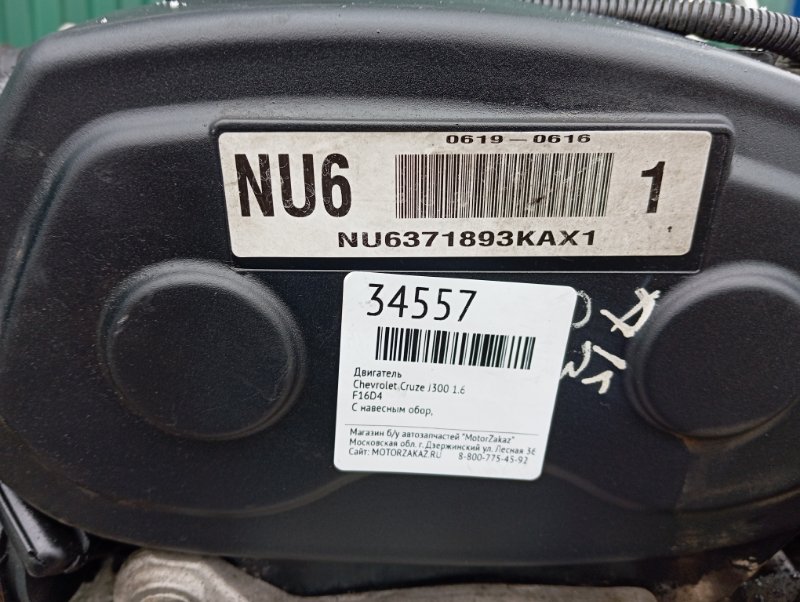 0619-0616
NU6 1
NU6371893KAX1
34557
Двигатель
Chevrolet Cruze J300 1.6
F16D4
С навесным обор,
Магазин б/у автозапчастей "MotorZakaz"
Московская обл. г. Дзержинский ул. Лесная 36
Сайт: MOTORZAKAZ.RU 8-800-775-45-92